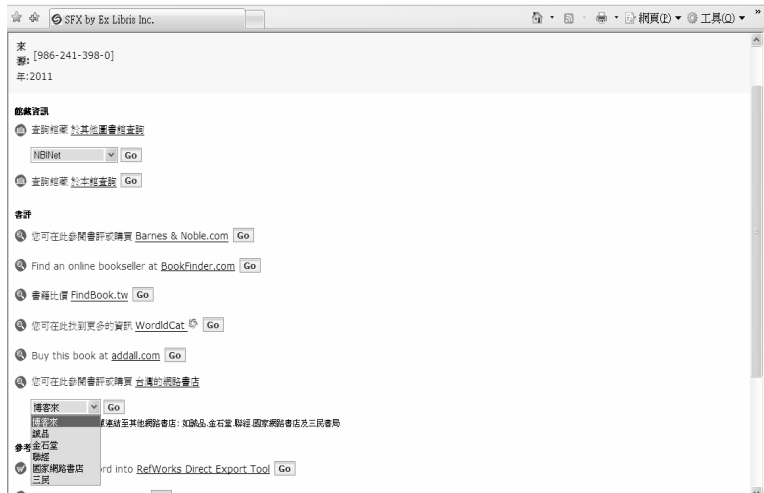 SFX by Ex Libris Inc.
網頁(P) 工具(O) »
來源: [986-241-398-0]
年:2011
館藏資訊
查詢館藏 於其他圖書館查詢
NBINet Go
查詢館藏 於本館查詢 Go
書評
您可在此參閱書評或購買 Barnes & Noble.com Go
Find an online bookseller at BookFinder.com Go
書籍比價 FindBook.tw Go
您可在此找到更多的資訊 WorldCat Go
Buy this book at addall.com Go
您可在此參閱書評或購買 台灣的網路書店
博客來 Go
博客來 單連結至其他網路書店: 如誠品.金石堂.聯經.國家網路書店及三民書局
誠品
參考 金石堂
聯經
國家網路書店 rd into RefWorks Direct Export Tool Go
三民